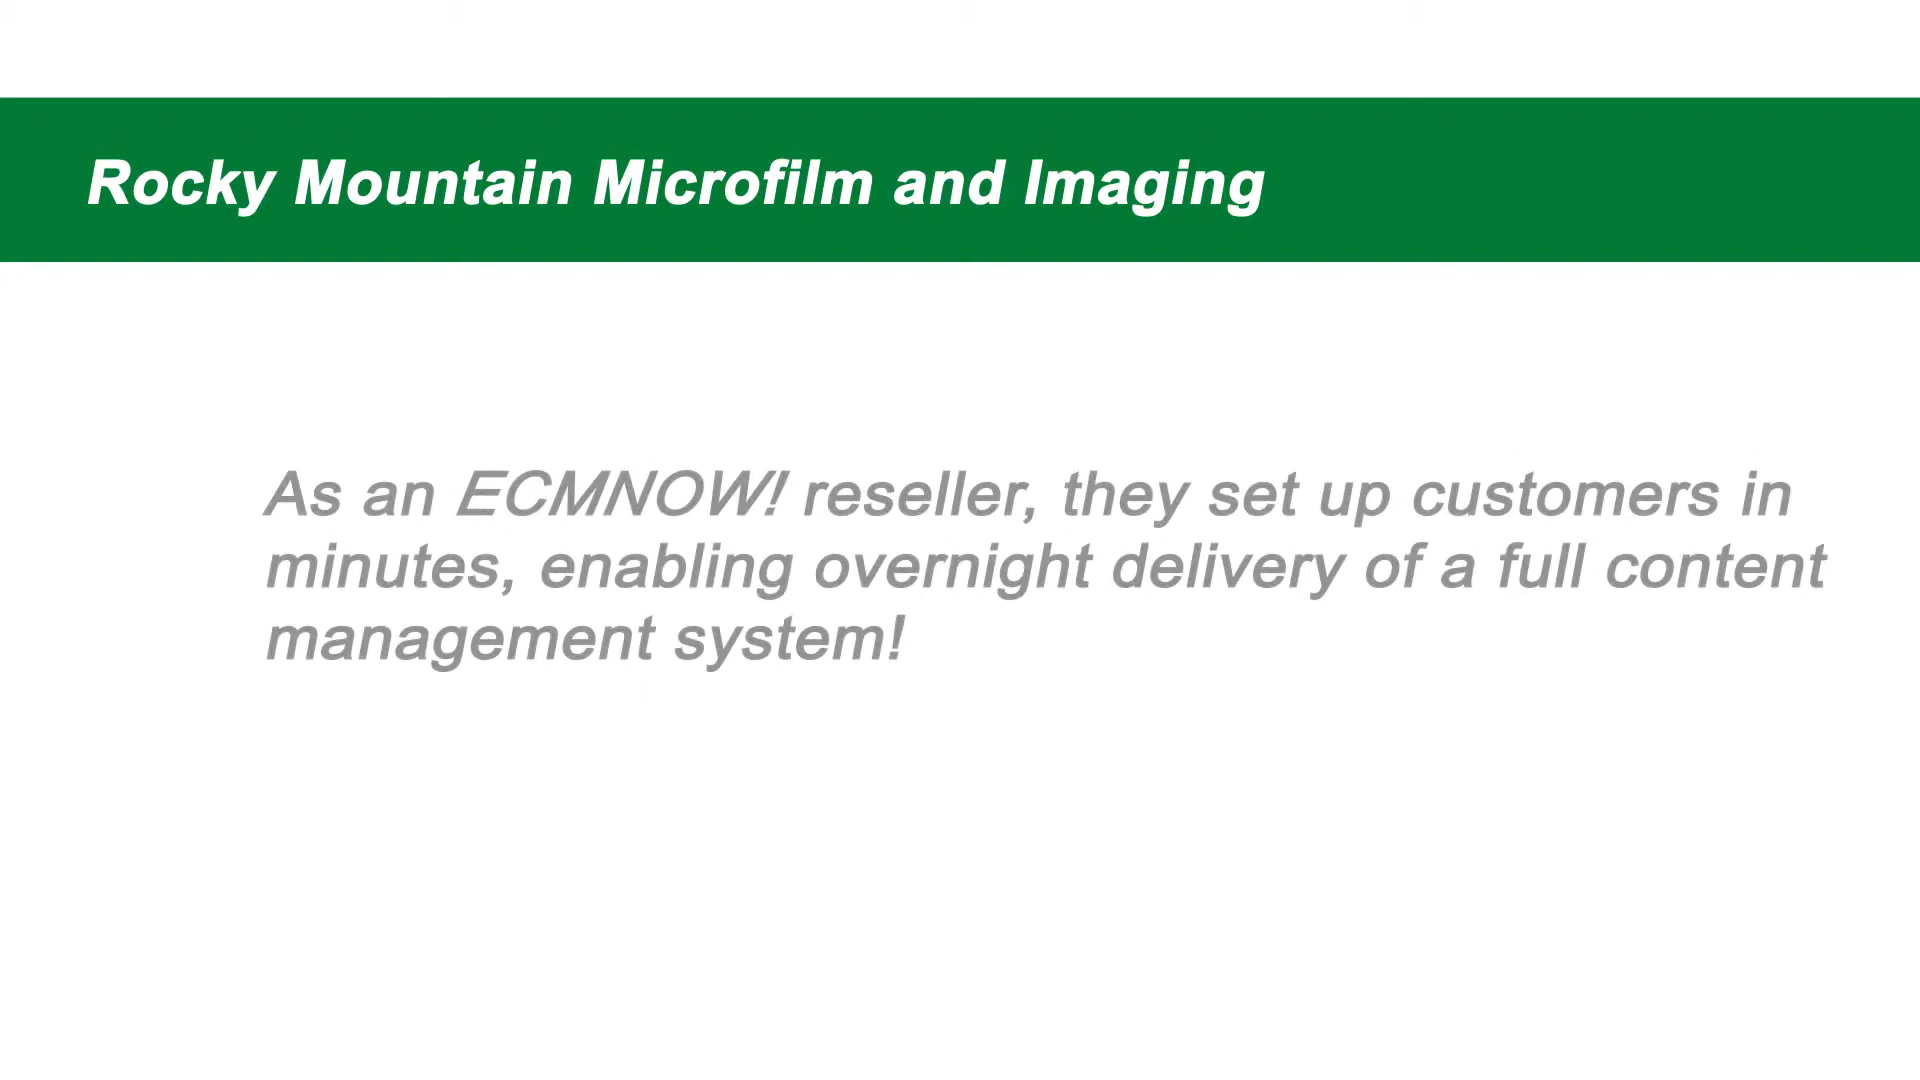 Rocky Mountain Microfilm and Imaging
As an ECMNOW! reseller, they set up customers in
minutes, enabling overnight delivery of a full content
management system!